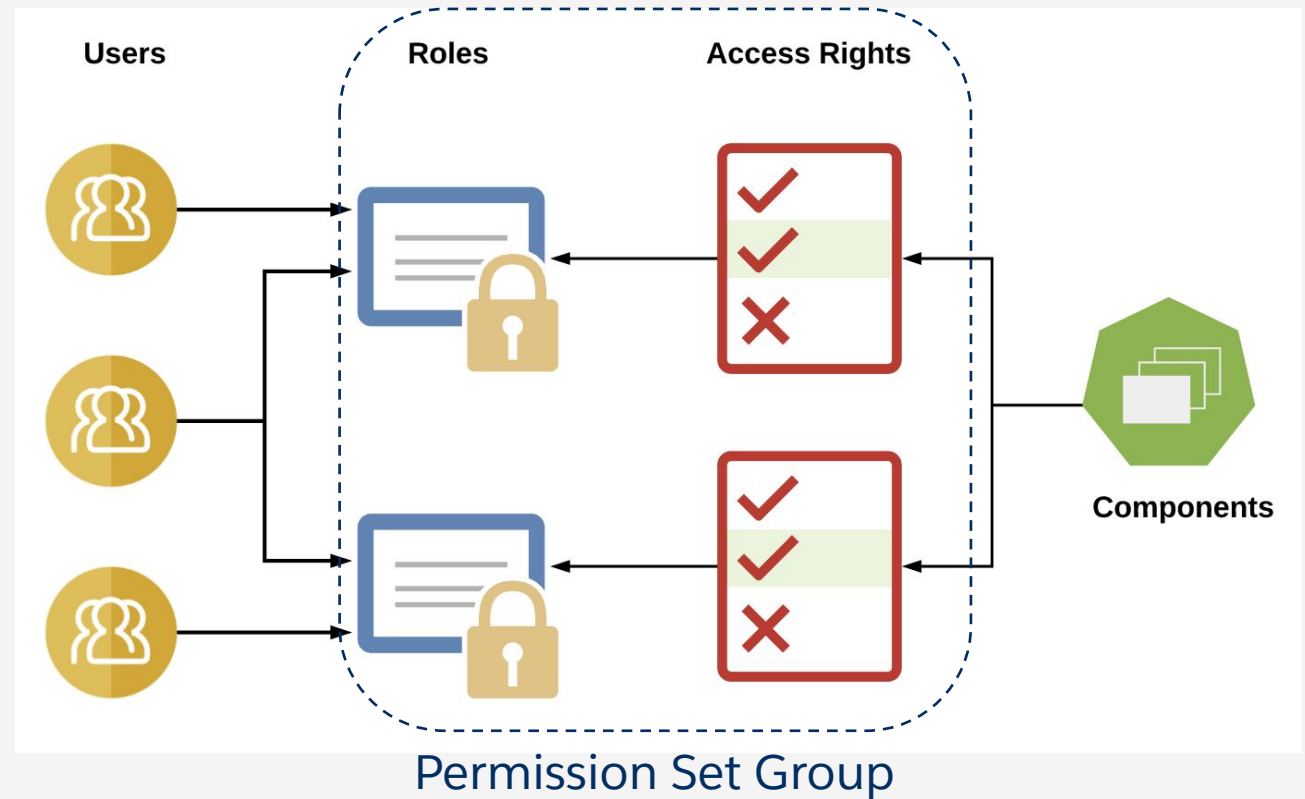 Users
Roles
Access Rights
Components
Permission Set Group